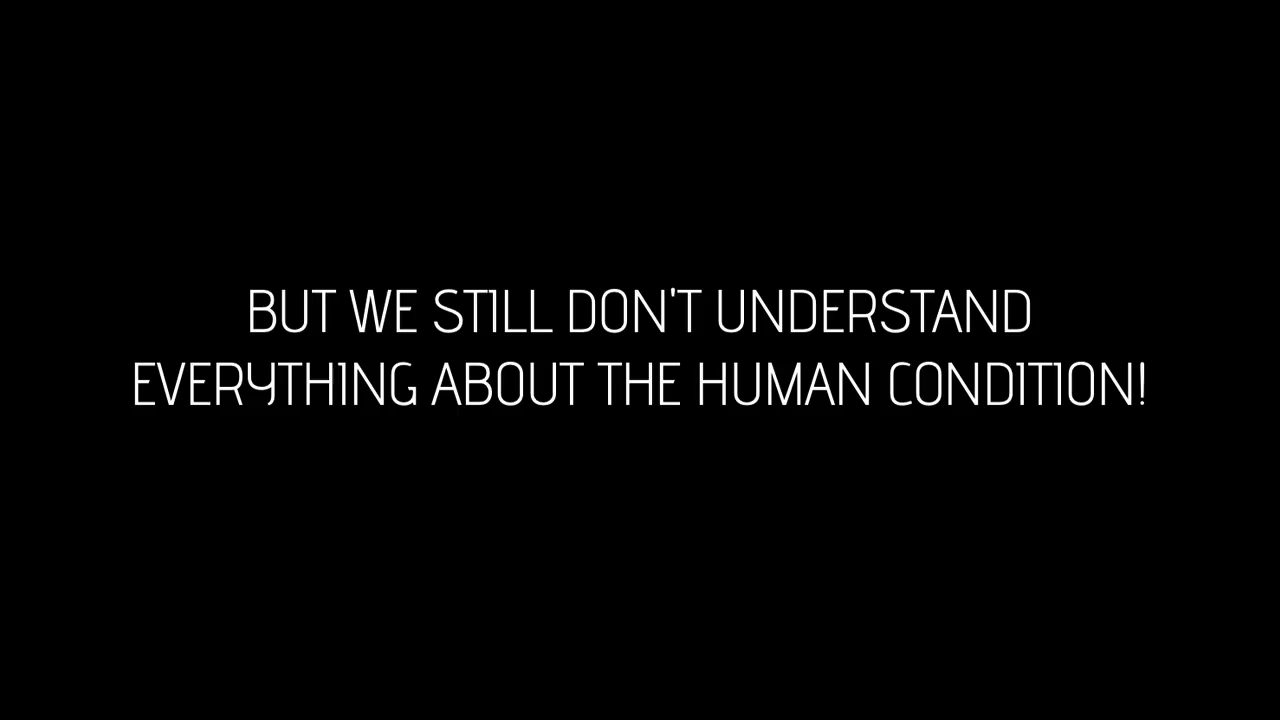 BUT WE STILL DON'T UNDERSTAND
EVERYTHING ABOUT THE HUMAN CONDITION!